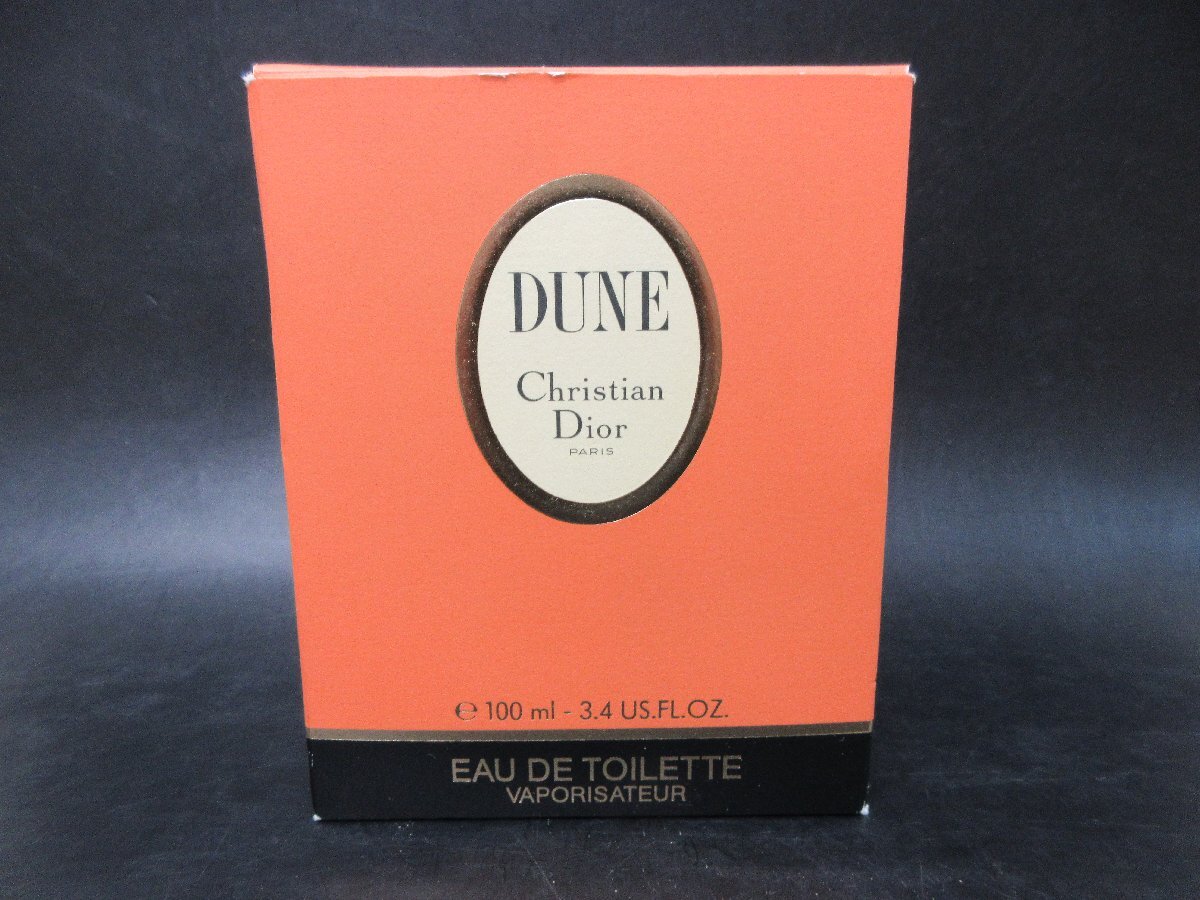 DUNE
Christian
Dior
PARIS
℮ 100 ml - 3.4 US.FL.OZ.
EAU DE TOILETTE
VAPORISATEUR